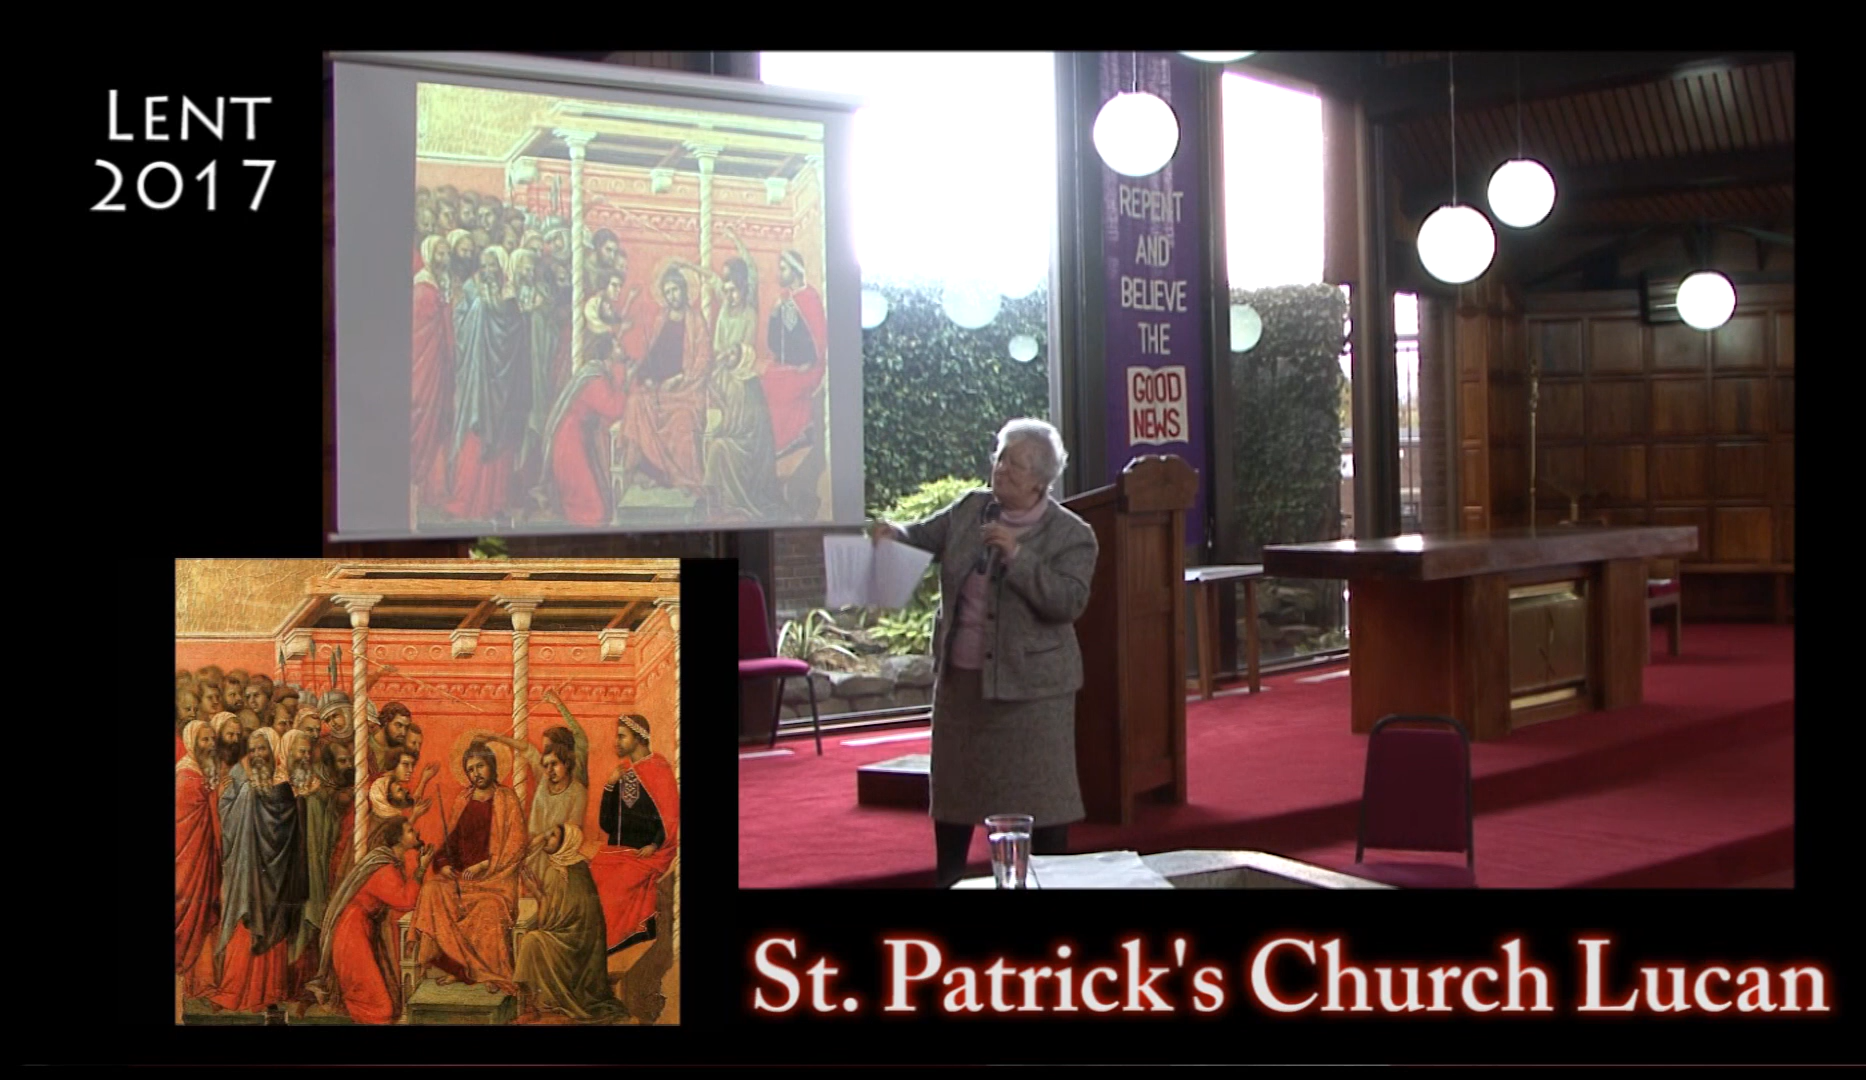 LENT
2017
REPENT
AND
BELIEVE
THE
GOOD
NEWS
St. Patrick's Church Lucan